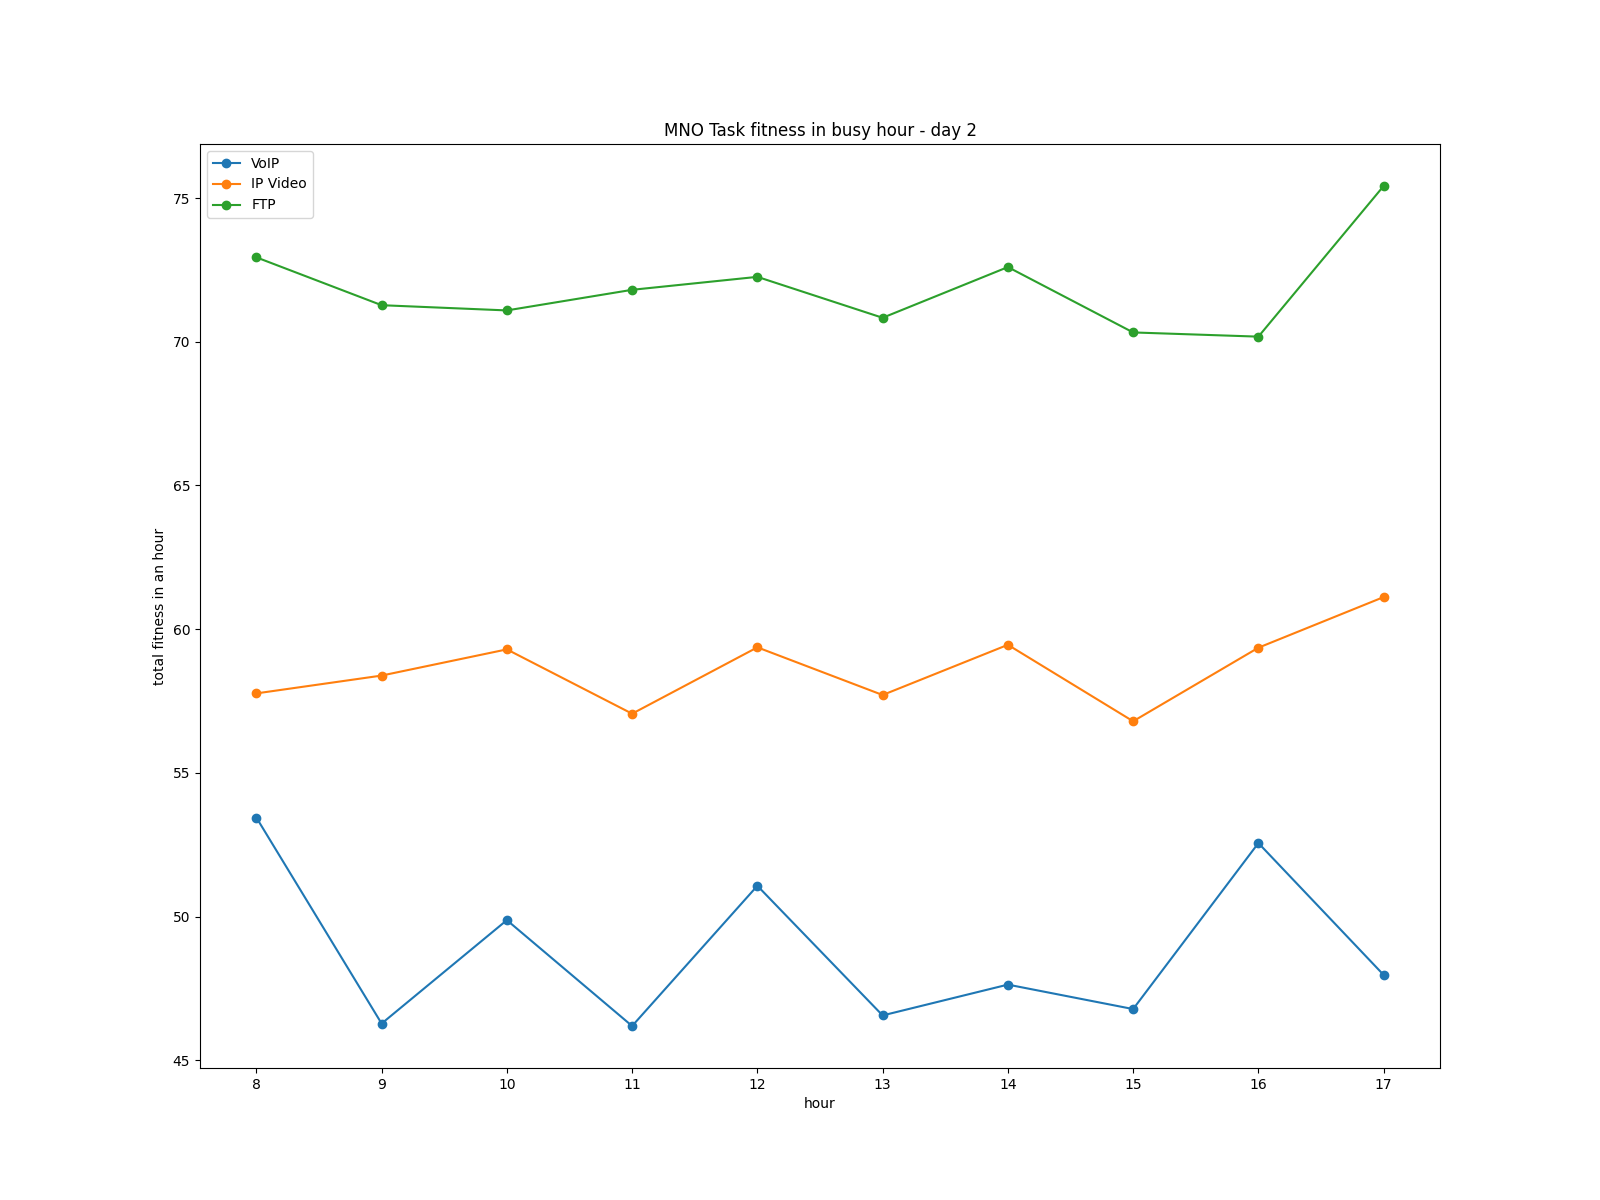 MNO Task fitness in busy hour - day 2
VoIP
IP Video
FTP
75
70
65
60
55
50
45
total fitness in an hour
8 9 10 11 12 13 14 15 16 17
hour